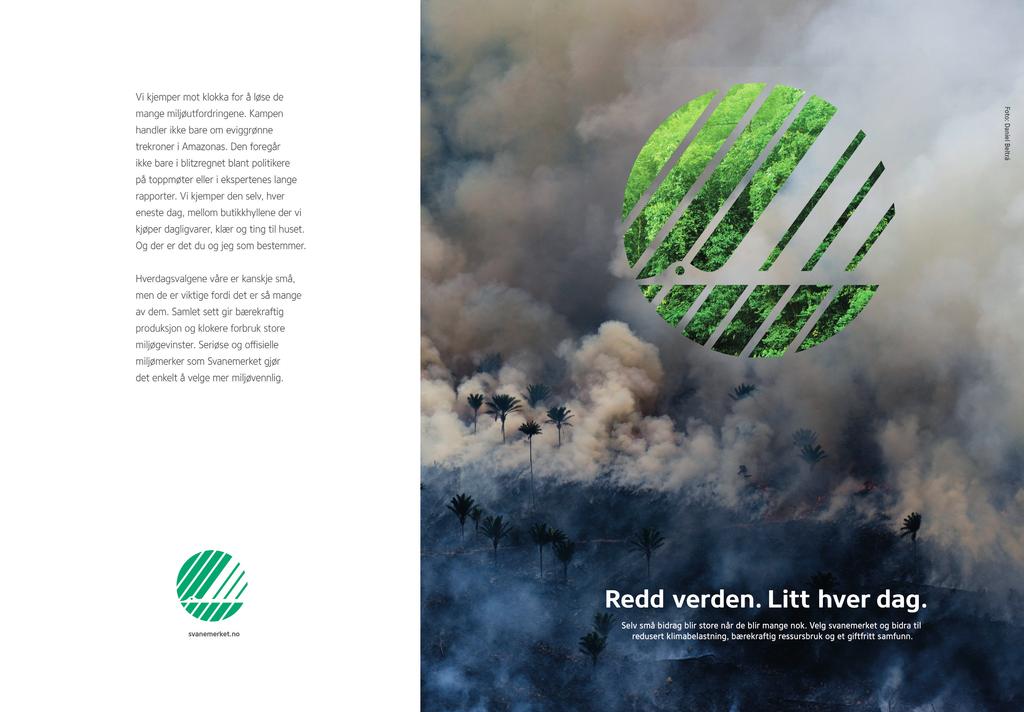 Vi kjemper mot klokka for å løse de
mange miljøutfordringene. Kampen
handler ikke bare om eviggrønne
trekroner i Amazonas. Den foregår
ikke bare i blitzregnet blant politikere
på toppmøter eller i ekspertenes lange
rapporter. Vi kjemper den selv, hver
eneste dag, mellom butikkhyllene der vi
kjøper dagligvarer, klær og ting til huset.
Og der er det du og jeg som bestemmer.
Hverdagsvalgene våre er kanskje små,
men de er viktige fordi det er så mange
av dem. Samlet sett gir bærekraftig
produksjon og klokere forbruk store
miljøgevinster. Seriøse og offisielle
miljømerker som Svanemerket gjør
det enkelt å velge mer miljøvennlig.
svanemerket.no
Foto: Daniel Beltrá
Redd verden. Litt hver dag.
Selv små bidrag blir store når de blir mange nok. Velg svanemerket og bidra til
redusert klimabelastning, bærekraftig ressursbruk og et giftfritt samfunn.